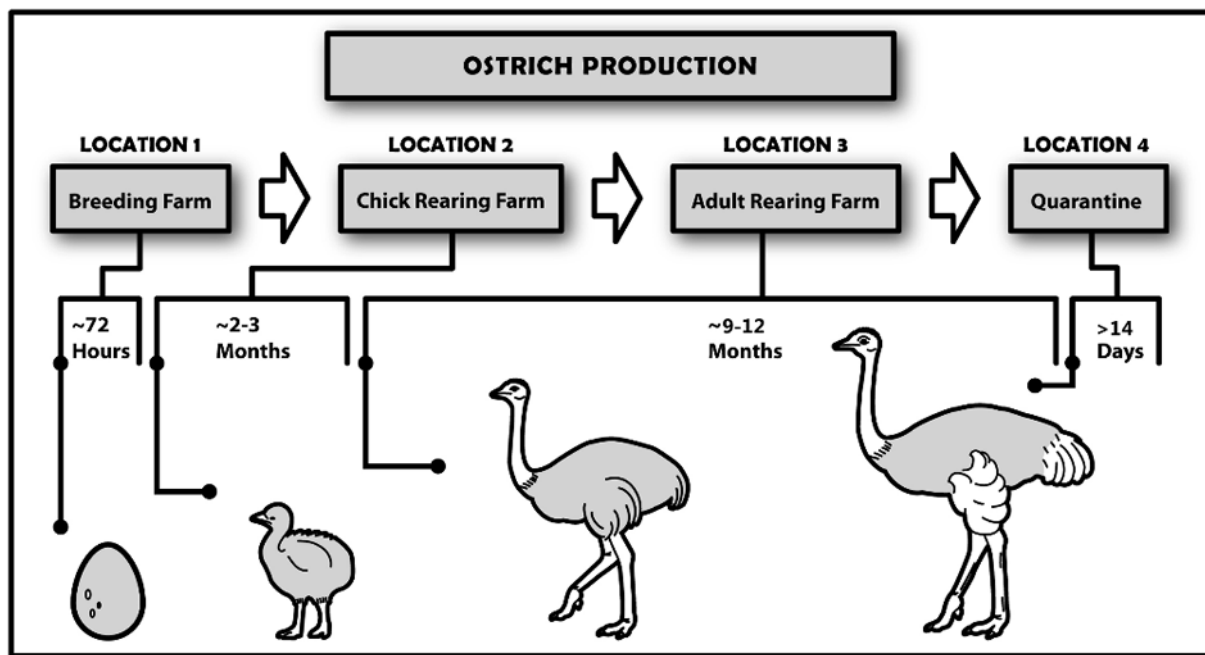 OSTRICH PRODUCTION
LOCATION 1
Breeding Farm
LOCATION 2
Chick Rearing Farm
LOCATION 3
Adult Rearing Farm
LOCATION 4
Quarantine
~72
Hours
~2-3
Months
~9-12
Months
>14
Days